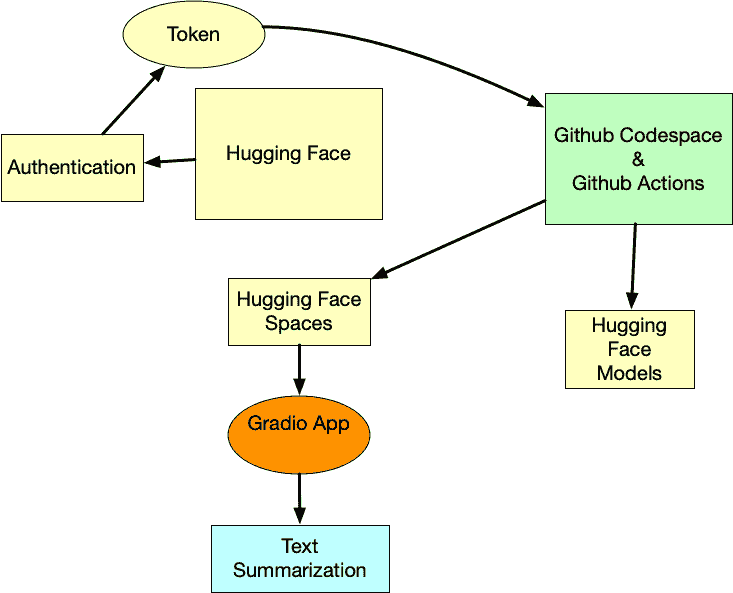 Token
Hugging Face
Authentication
Github Codespace
&
Github Actions
Hugging Face
Spaces
Hugging
Face
Models
Gradio App
Text
Summarization